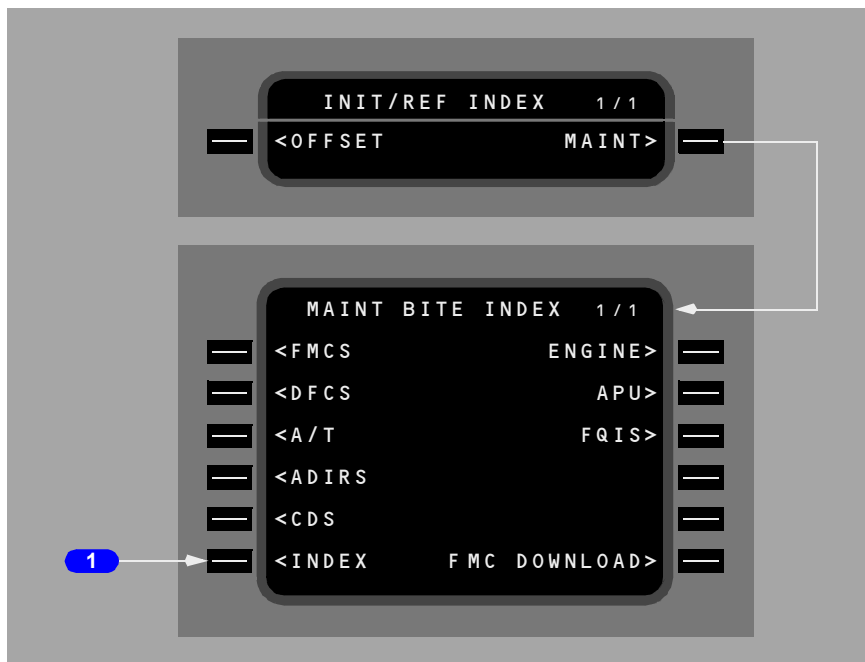 INIT/REF INDEX 1/1
<OFFSET MAINT>
MAINT BITE INDEX 1/1
<FMCS ENGINE>
<DFCS APU>
<A/T FQIS>
<ADIRS
<CDS
1 <INDEX FMC DOWNLOAD>